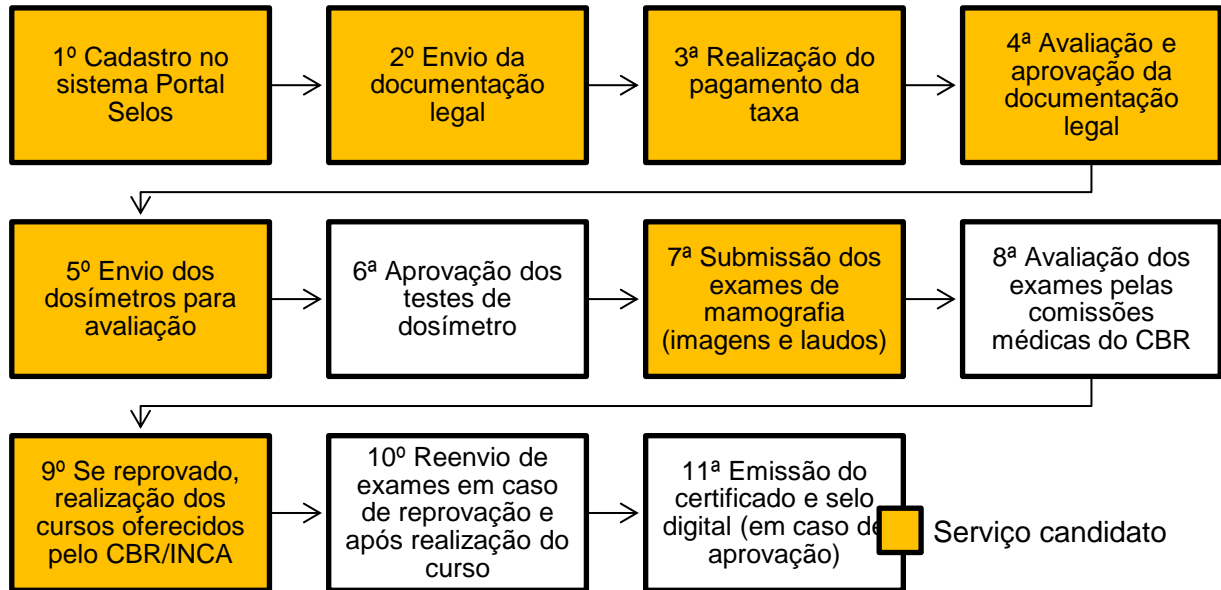 1º Cadastro no
sistema Portal
Selos
2º Envio da
documentação
legal
3ª Realização do
pagamento da
taxa
4ª Avaliação e
aprovação da
documentação
legal
5º Envio dos
dosímetros para
avaliação
6ª Aprovação dos
testes de
dosímetro
7ª Submissão dos
exames de
mamografia
(imagens e laudos)
8ª Avaliação dos
exames pelas
comissões
médicas do CBR
9º Se reprovado,
realização dos
cursos oferecidos
pelo CBR/INCA
10º Reenvio de
exames em caso
de reprovação e
após realização do
curso
11ª Emissão do
certificado e selo
digital (em caso de
aprovação)
Serviço candidato